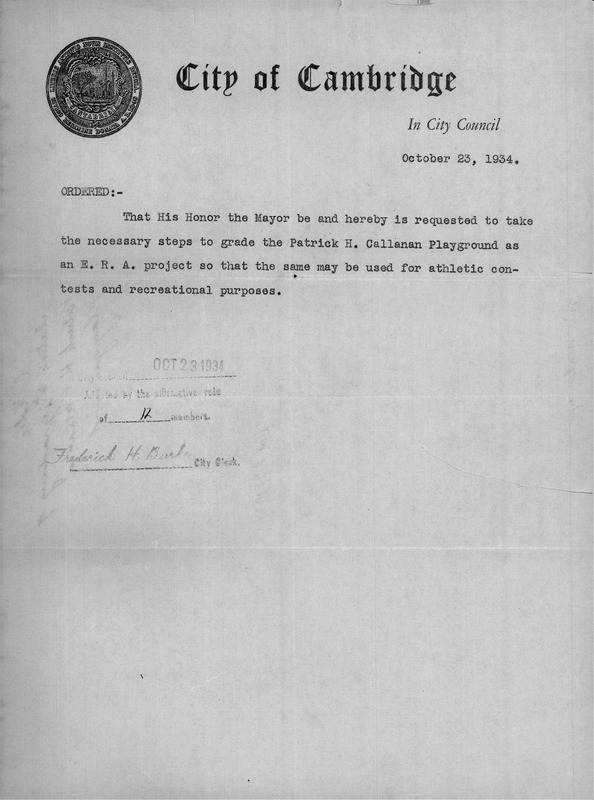 City of Cambridge
In City Council
October 23, 1934.
ORDERED:-
That His Honor the Mayor be and hereby is requested to take
the necessary steps to grade the Patrick H. Callanan Playground as
an E. R. A. project so that the same may be used for athletic con-
tests and recreational purposes.
OCT 23 1934
Adopted by the affirmative vote
of 12 members.
Frederick H. Burke
City Clerk.